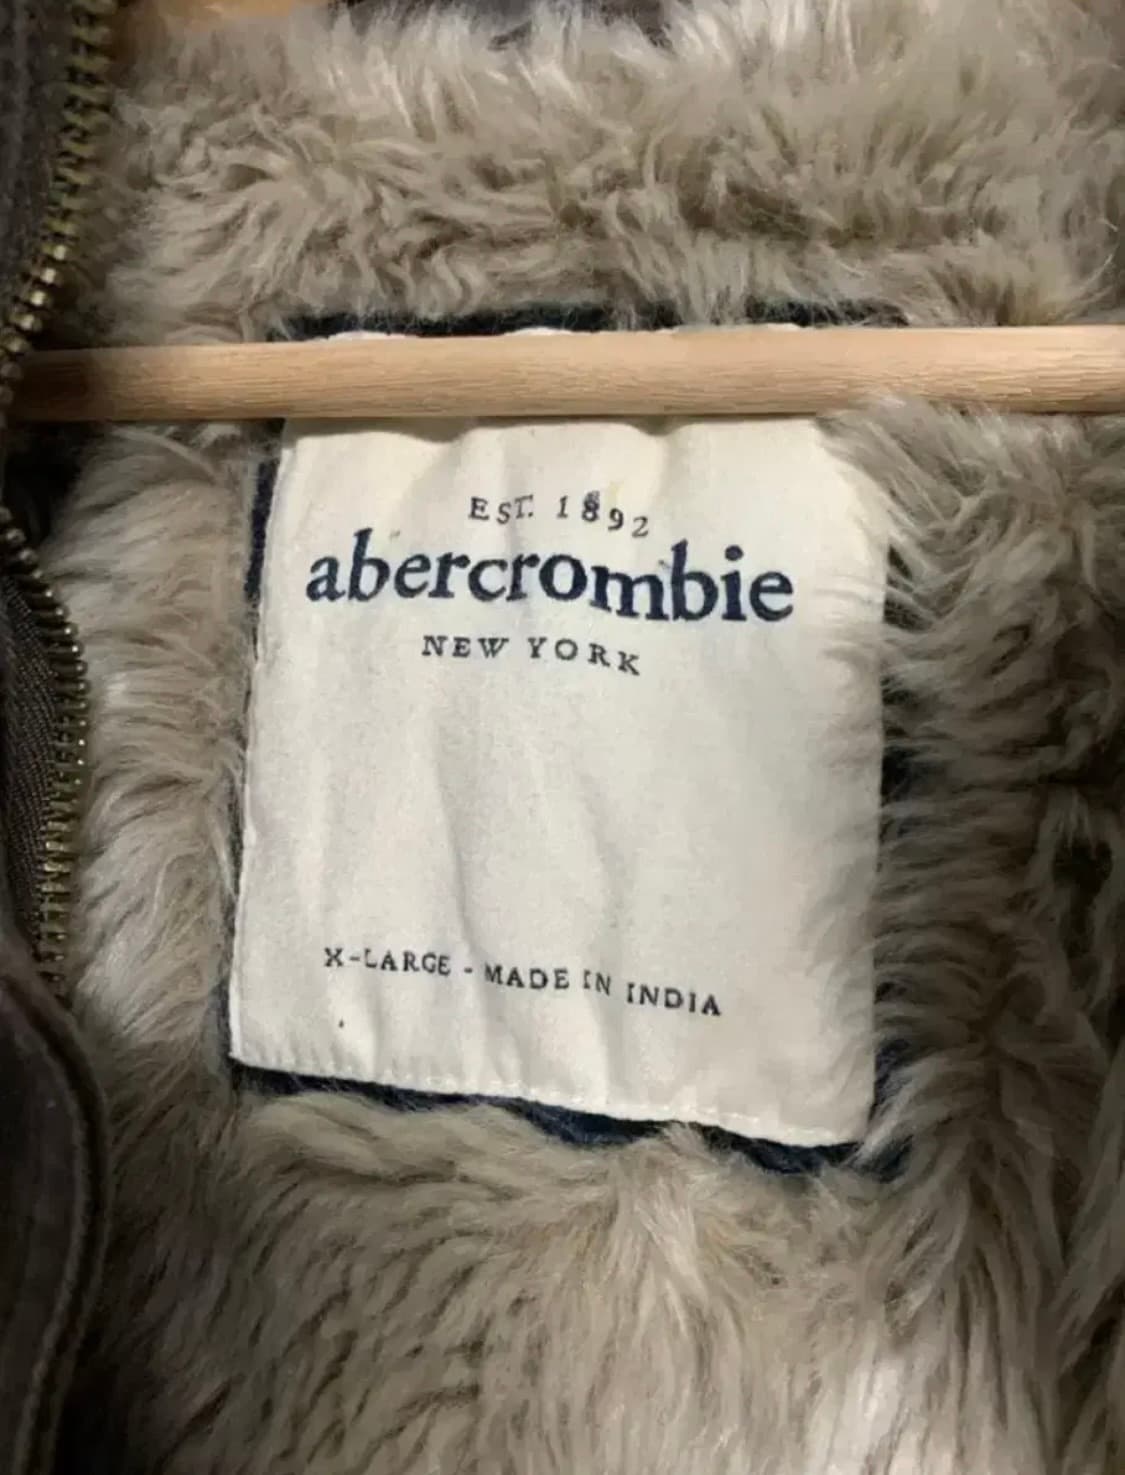 EST. 1892
abercrombie
NEW YORK
X-LARGE - MADE IN INDIA